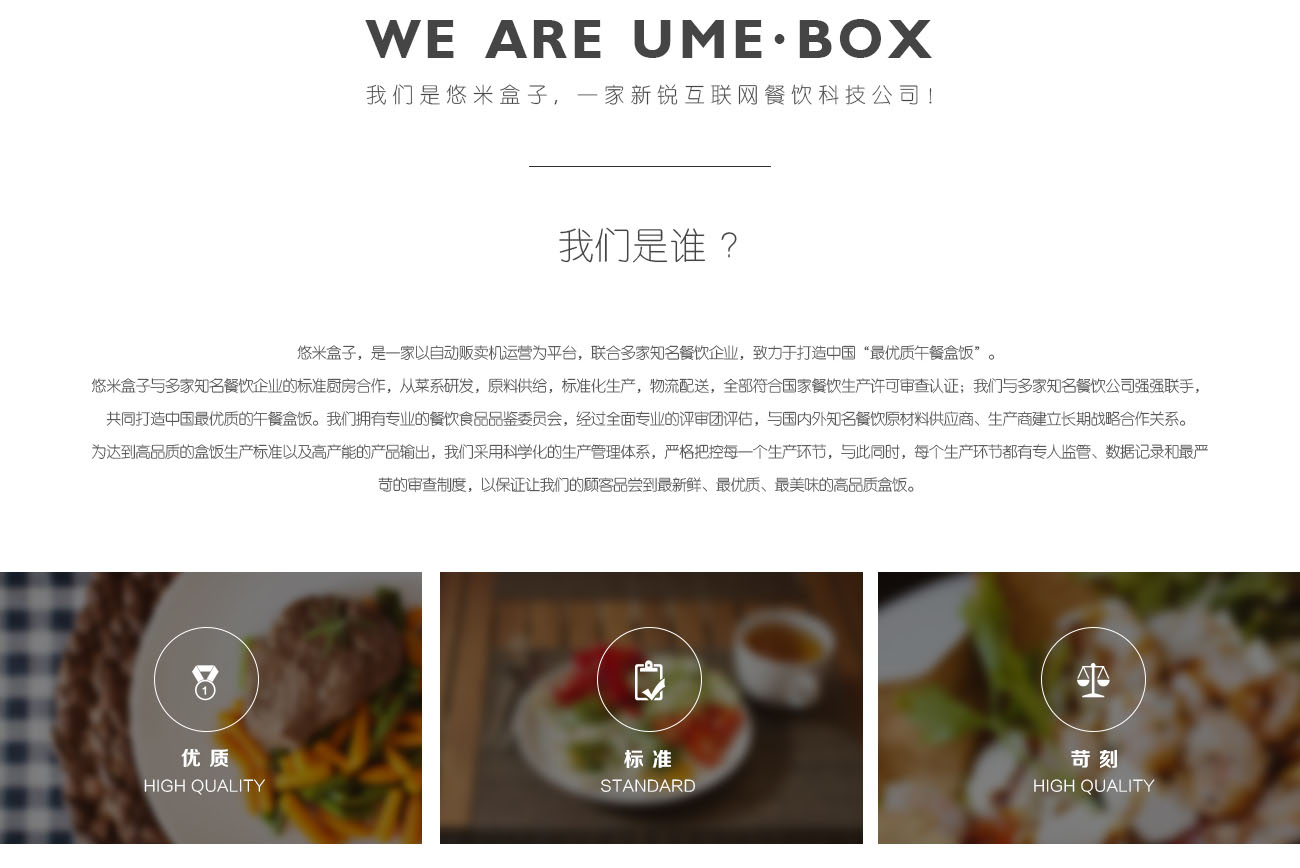 WE ARE UME·BOX
我们是悠米盒子，一家新锐互联网餐饮科技公司！
我们是谁？
悠米盒子，是一家以自动贩卖机运营为平台，联合多家知名餐饮企业，致力于打造中国“最优质午餐盒饭”。
悠米盒子与多家知名餐饮企业的标准厨房合作，从菜系研发，原料供给，标准化生产，物流配送，全部符合国家餐饮生产许可审查认证；我们与多家知名餐饮公司强强联手，
共同打造中国最优质的午餐盒饭。我们拥有专业的餐饮食品品鉴委员会，经过全面专业的评审团评估，与国内外知名餐饮原材料供应商、生产商建立长期战略合作关系。
为达到高品质的盒饭生产标准以及高产能的产品输出，我们采用科学化的生产管理体系，严格把控每一个生产环节，与此同时，每个生产环节都有专人监管、数据记录和最严
苛的审查制度，以保证让我们的顾客品尝到最新鲜、最优质、最美味的高品质盒饭。
1
优质
HIGH QUALITY
标准
STANDARD
苛刻
HIGH QUALITY